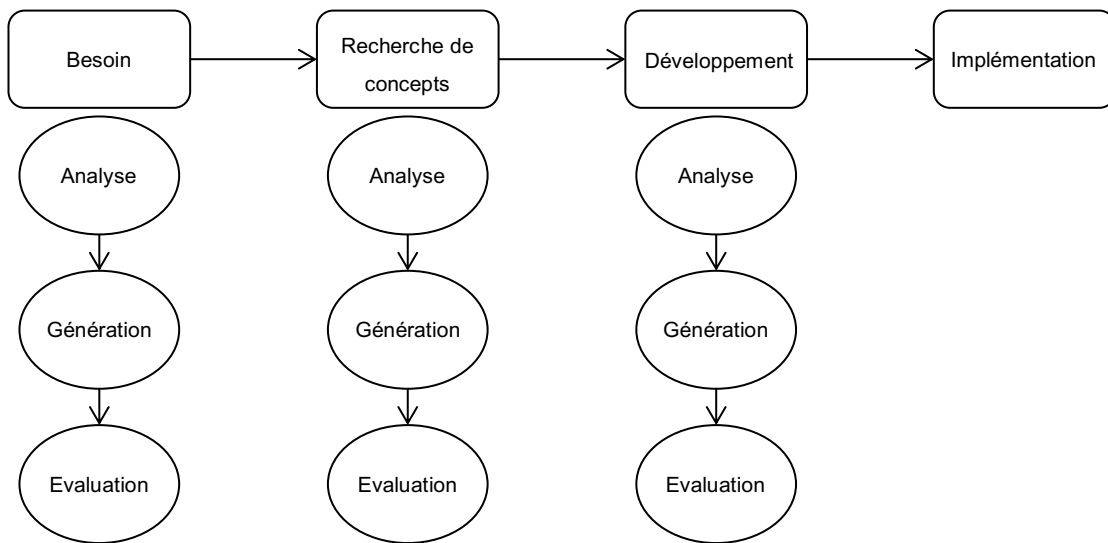 Besoin
Recherche de
concepts
Développement
Implémentation
Analyse
Analyse
Analyse
Génération
Génération
Génération
Evaluation
Evaluation
Evaluation